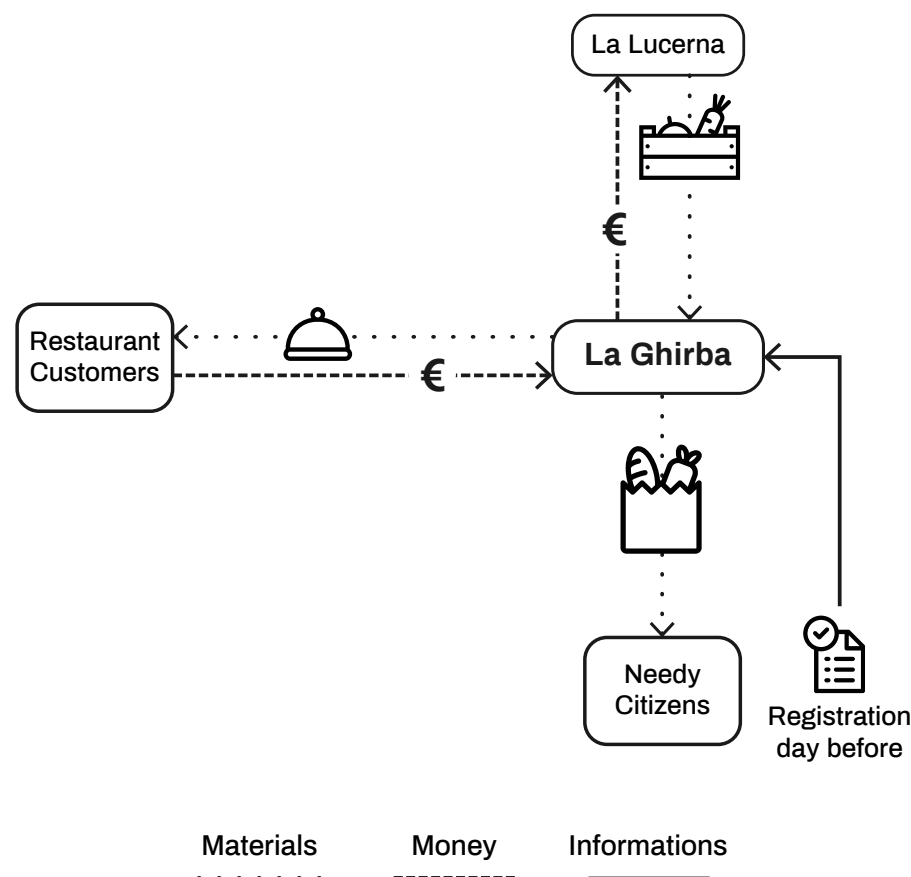 La Lucerna
€
Restaurant
Customers
€
La Ghirba
Needy
Citizens
Registration
day before
Materials
Money
Informations